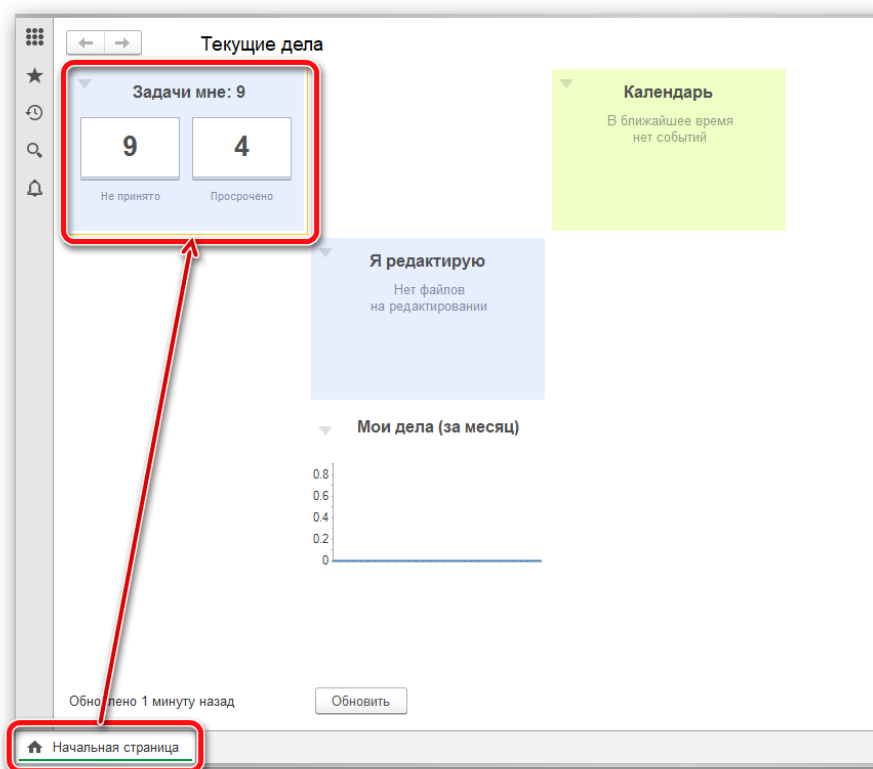 Текущие дела
Задачи мне: 9
9
4
Не принято
Просрочено
Календарь
В ближайшее время
нет событий
Я редактирую
Нет файлов
на редактировании
Мои дела (за месяц)
0.8
0.6
0.4
0.2
0
Обновлено 1 минуту назад
Обновить
Начальная страница